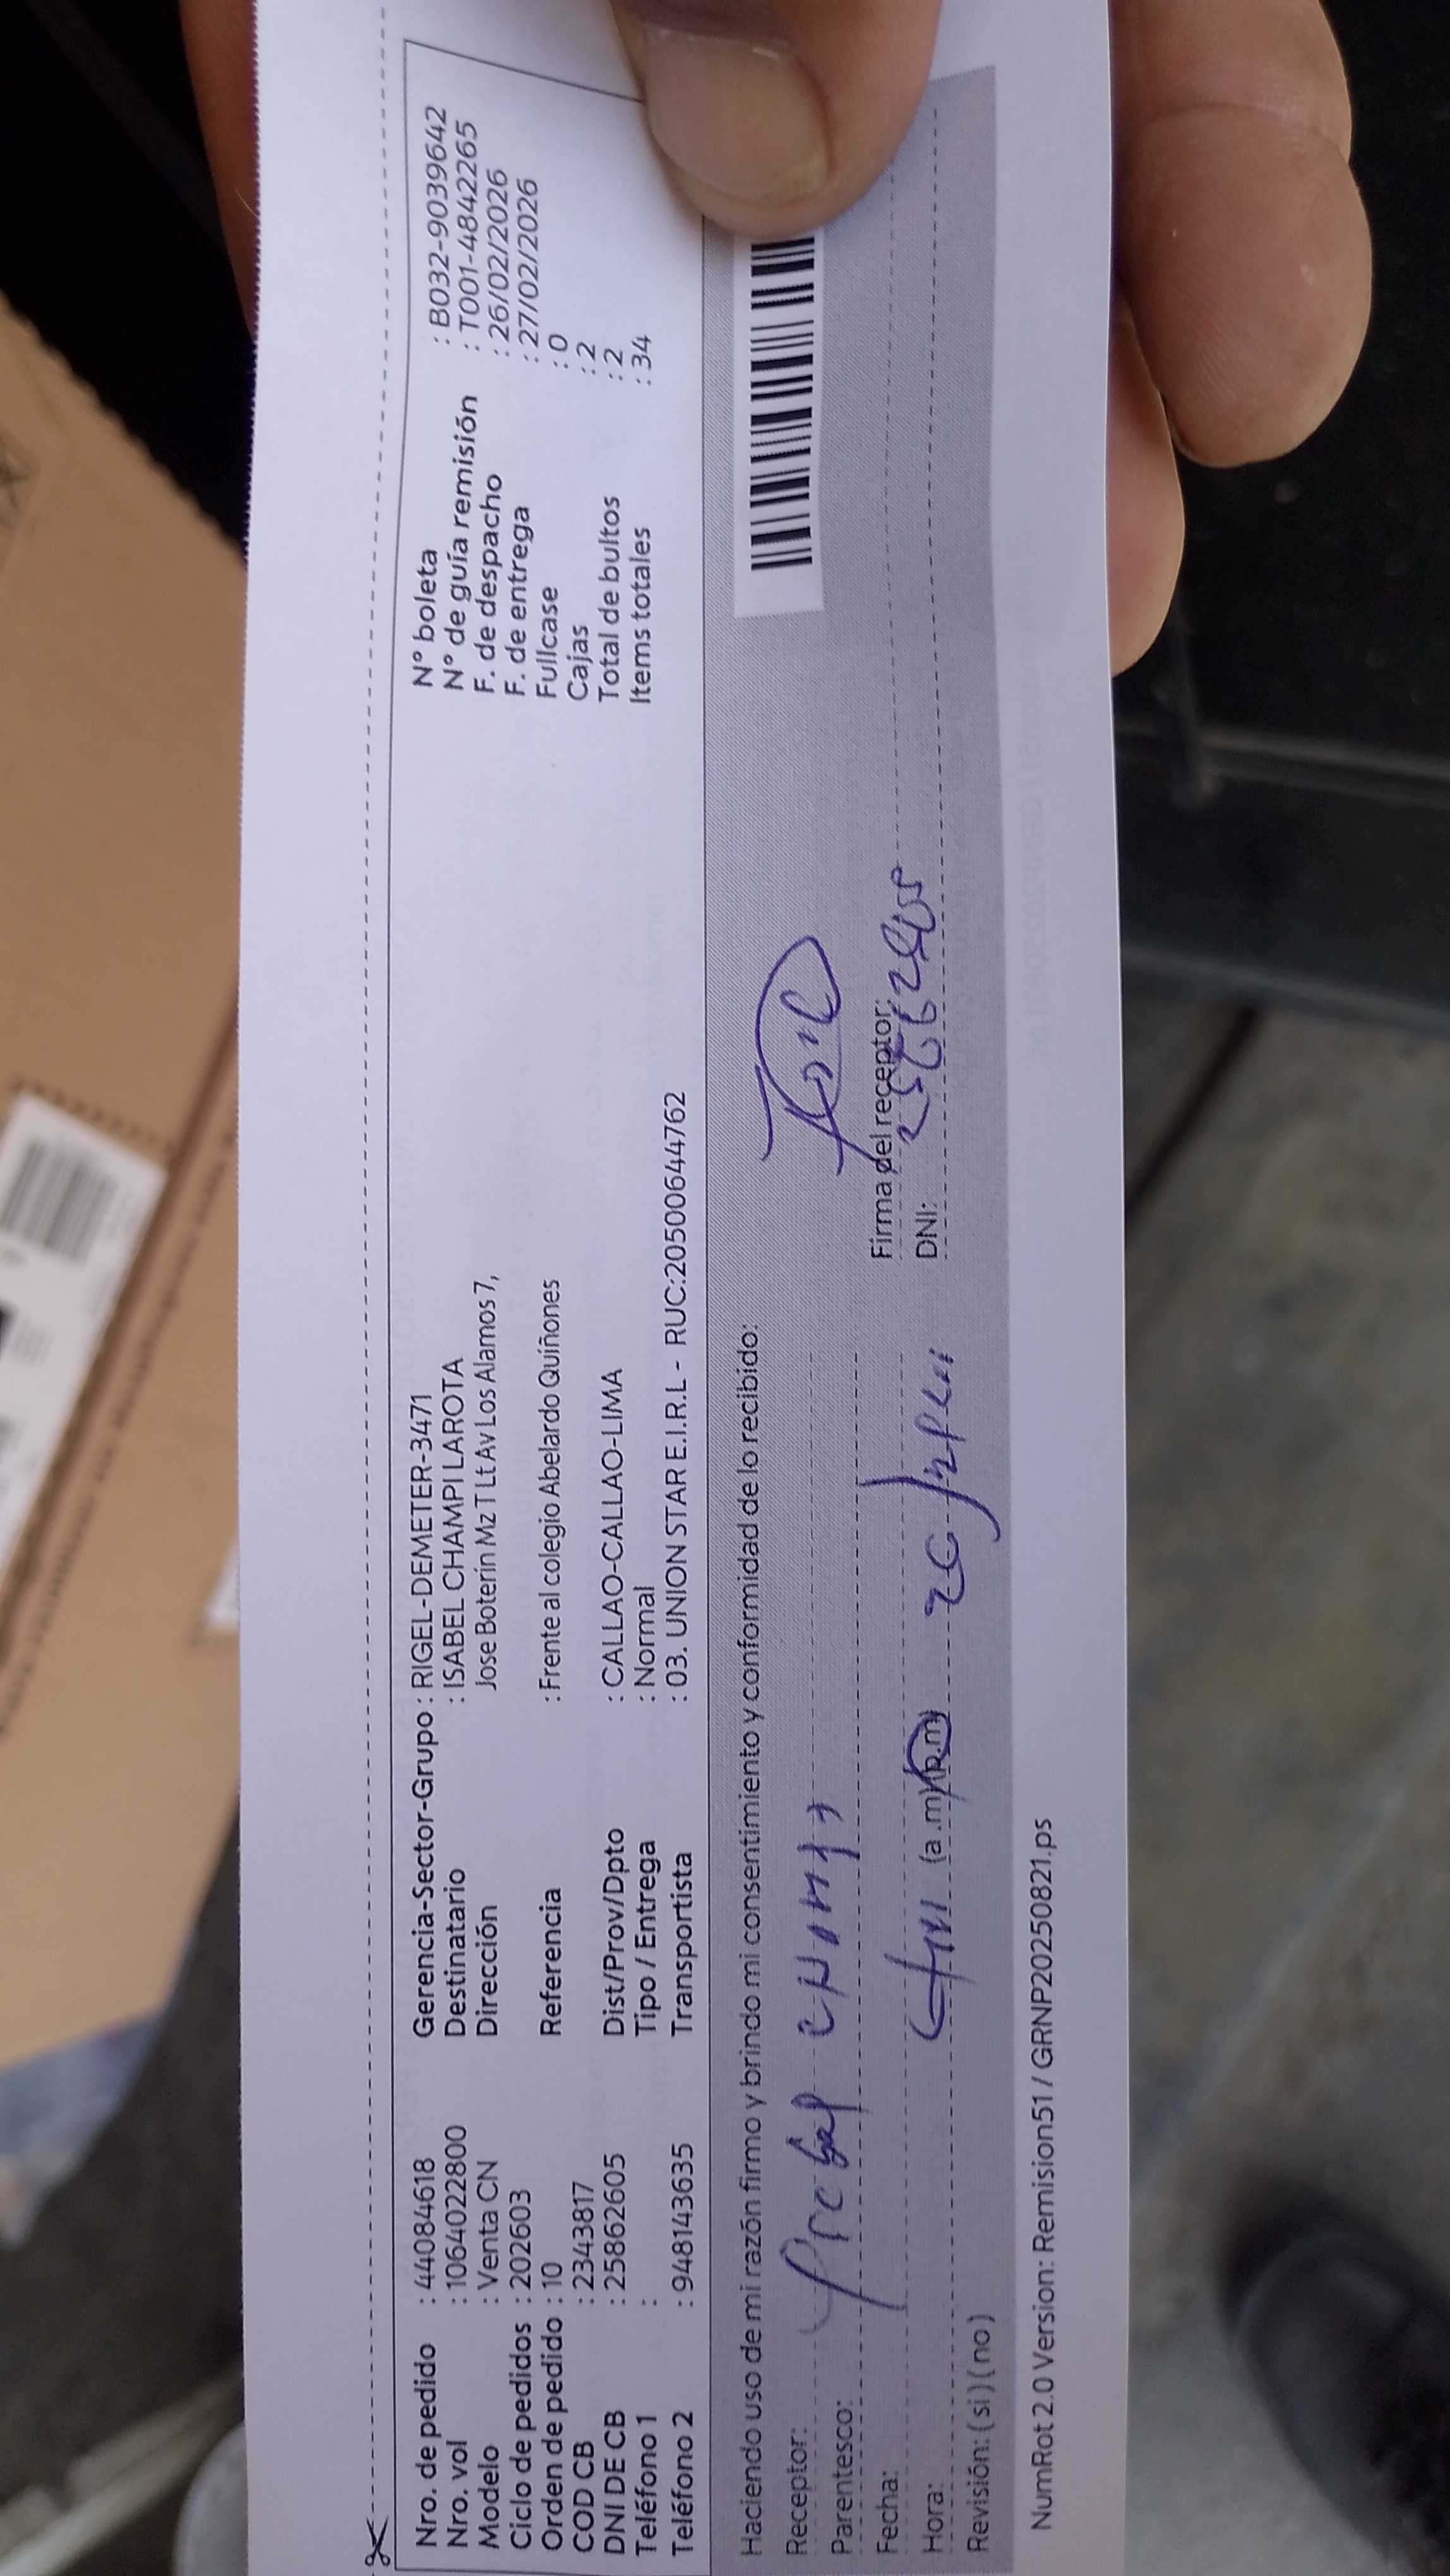 Nro. de pedido : 44084618 Gerencia-Sector-Grupo : RIGEL-DEMETER-3471 N° boleta : B032-9039642
Nro. vol : 1064022800 Destinatario : ISABEL CHAMPI LAROTA N° de guía remisión : T001-4842265
Modelo : Venta CN Dirección Jose Boterin Mz T Lt Av Los Alamos 7, F. de despacho : 26/02/2026
Ciclo de pedidos : 202603 F. de entrega : 27/02/2026
Orden de pedido : 10 Referencia : Frente al colegio Abelardo Quiñones Fullcase : 0
COD CB : 2343817 Cajas : 2
DNI DE CB : 25862605 Dist/Prov/Dpto : CALLAO-CALLAO-LIMA Total de bultos : 2
Teléfono 1 : Tipo / Entrega : Normal Items totales : 34
Teléfono 2 : 948143635 Transportista : 03. UNION STAR E.I.R.L - RUC:20500644762
Haciendo uso de mi razón firmo y brindo mi consentimiento y conformidad de lo recibido:
Receptor:
Parentesco:
Fecha: Firma del receptor:
Hora: (a.m)(p.m) DNI:
Revisión: ( si ) ( no )
NumRot 2.0 Version: Remision51 / GRNP20250821.ps